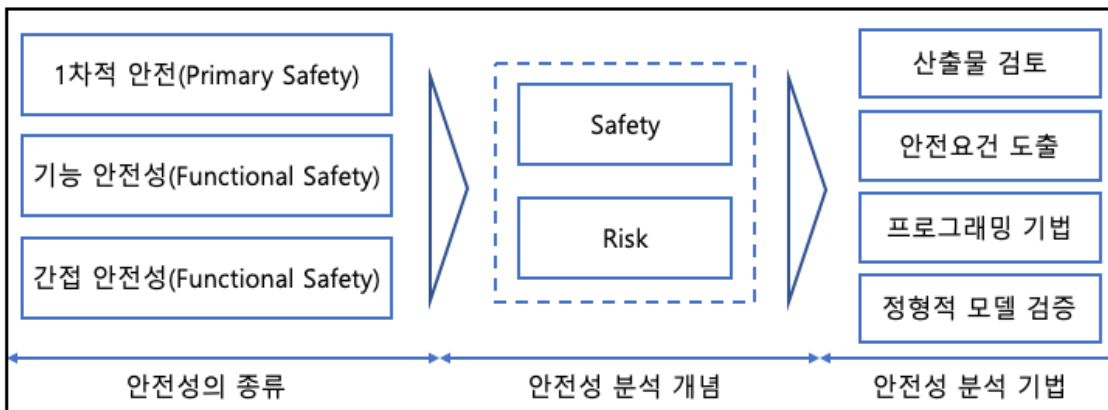 1차적 안전(Primary Safety)
기능 안전성(Functional Safety)
간접 안전성(Functional Safety)
안전성의 종류
Safety
Risk
안전성 분석 개념
산출물 검토
안전요건 도출
프로그래밍 기법
정형적 모델 검증
안전성 분석 기법